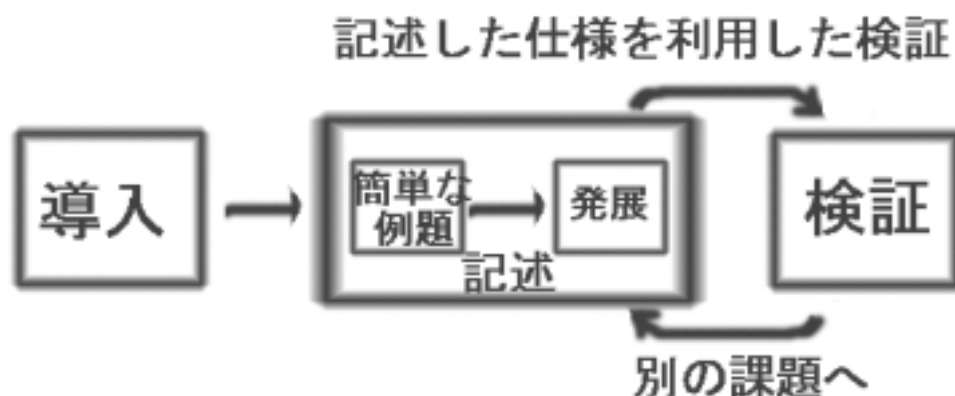 記述した仕様を利用した検証
導入
簡単な
例題
発展
記述
検証
別の課題へ